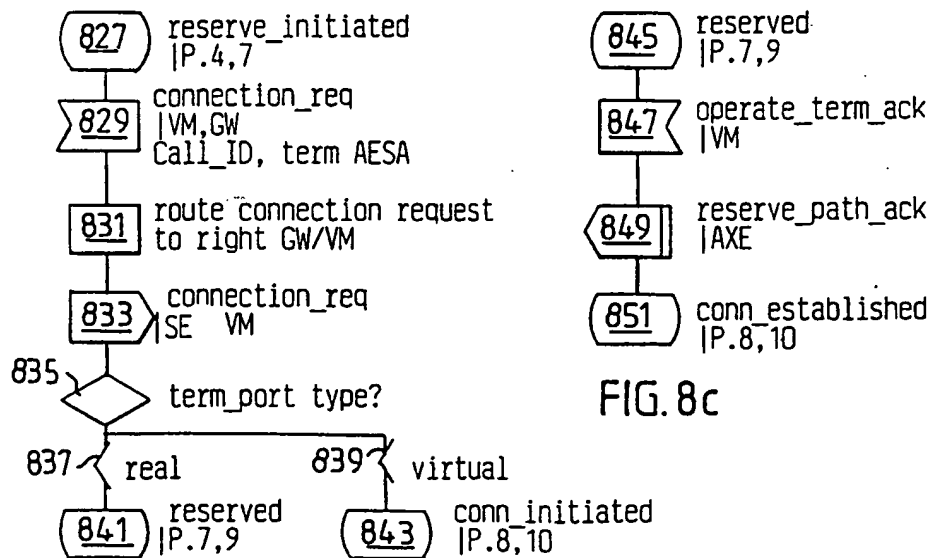 827
reserve_initiated
|P.4,7
829
connection_req
|VM,GW
Call_ID, term AESA
831
route connection request
to right GW/VM
833
connection_req
|SE VM
835
term_port type?
837
real
839
virtual
841
reserved
|P.7,9
843
conn_initiated
|P.8,10
845
reserved
|P.7,9
847
operate_term_ack
|VM
849
reserve_path_ack
|AXE
851
conn_established
|P.8,10
FIG. 8c